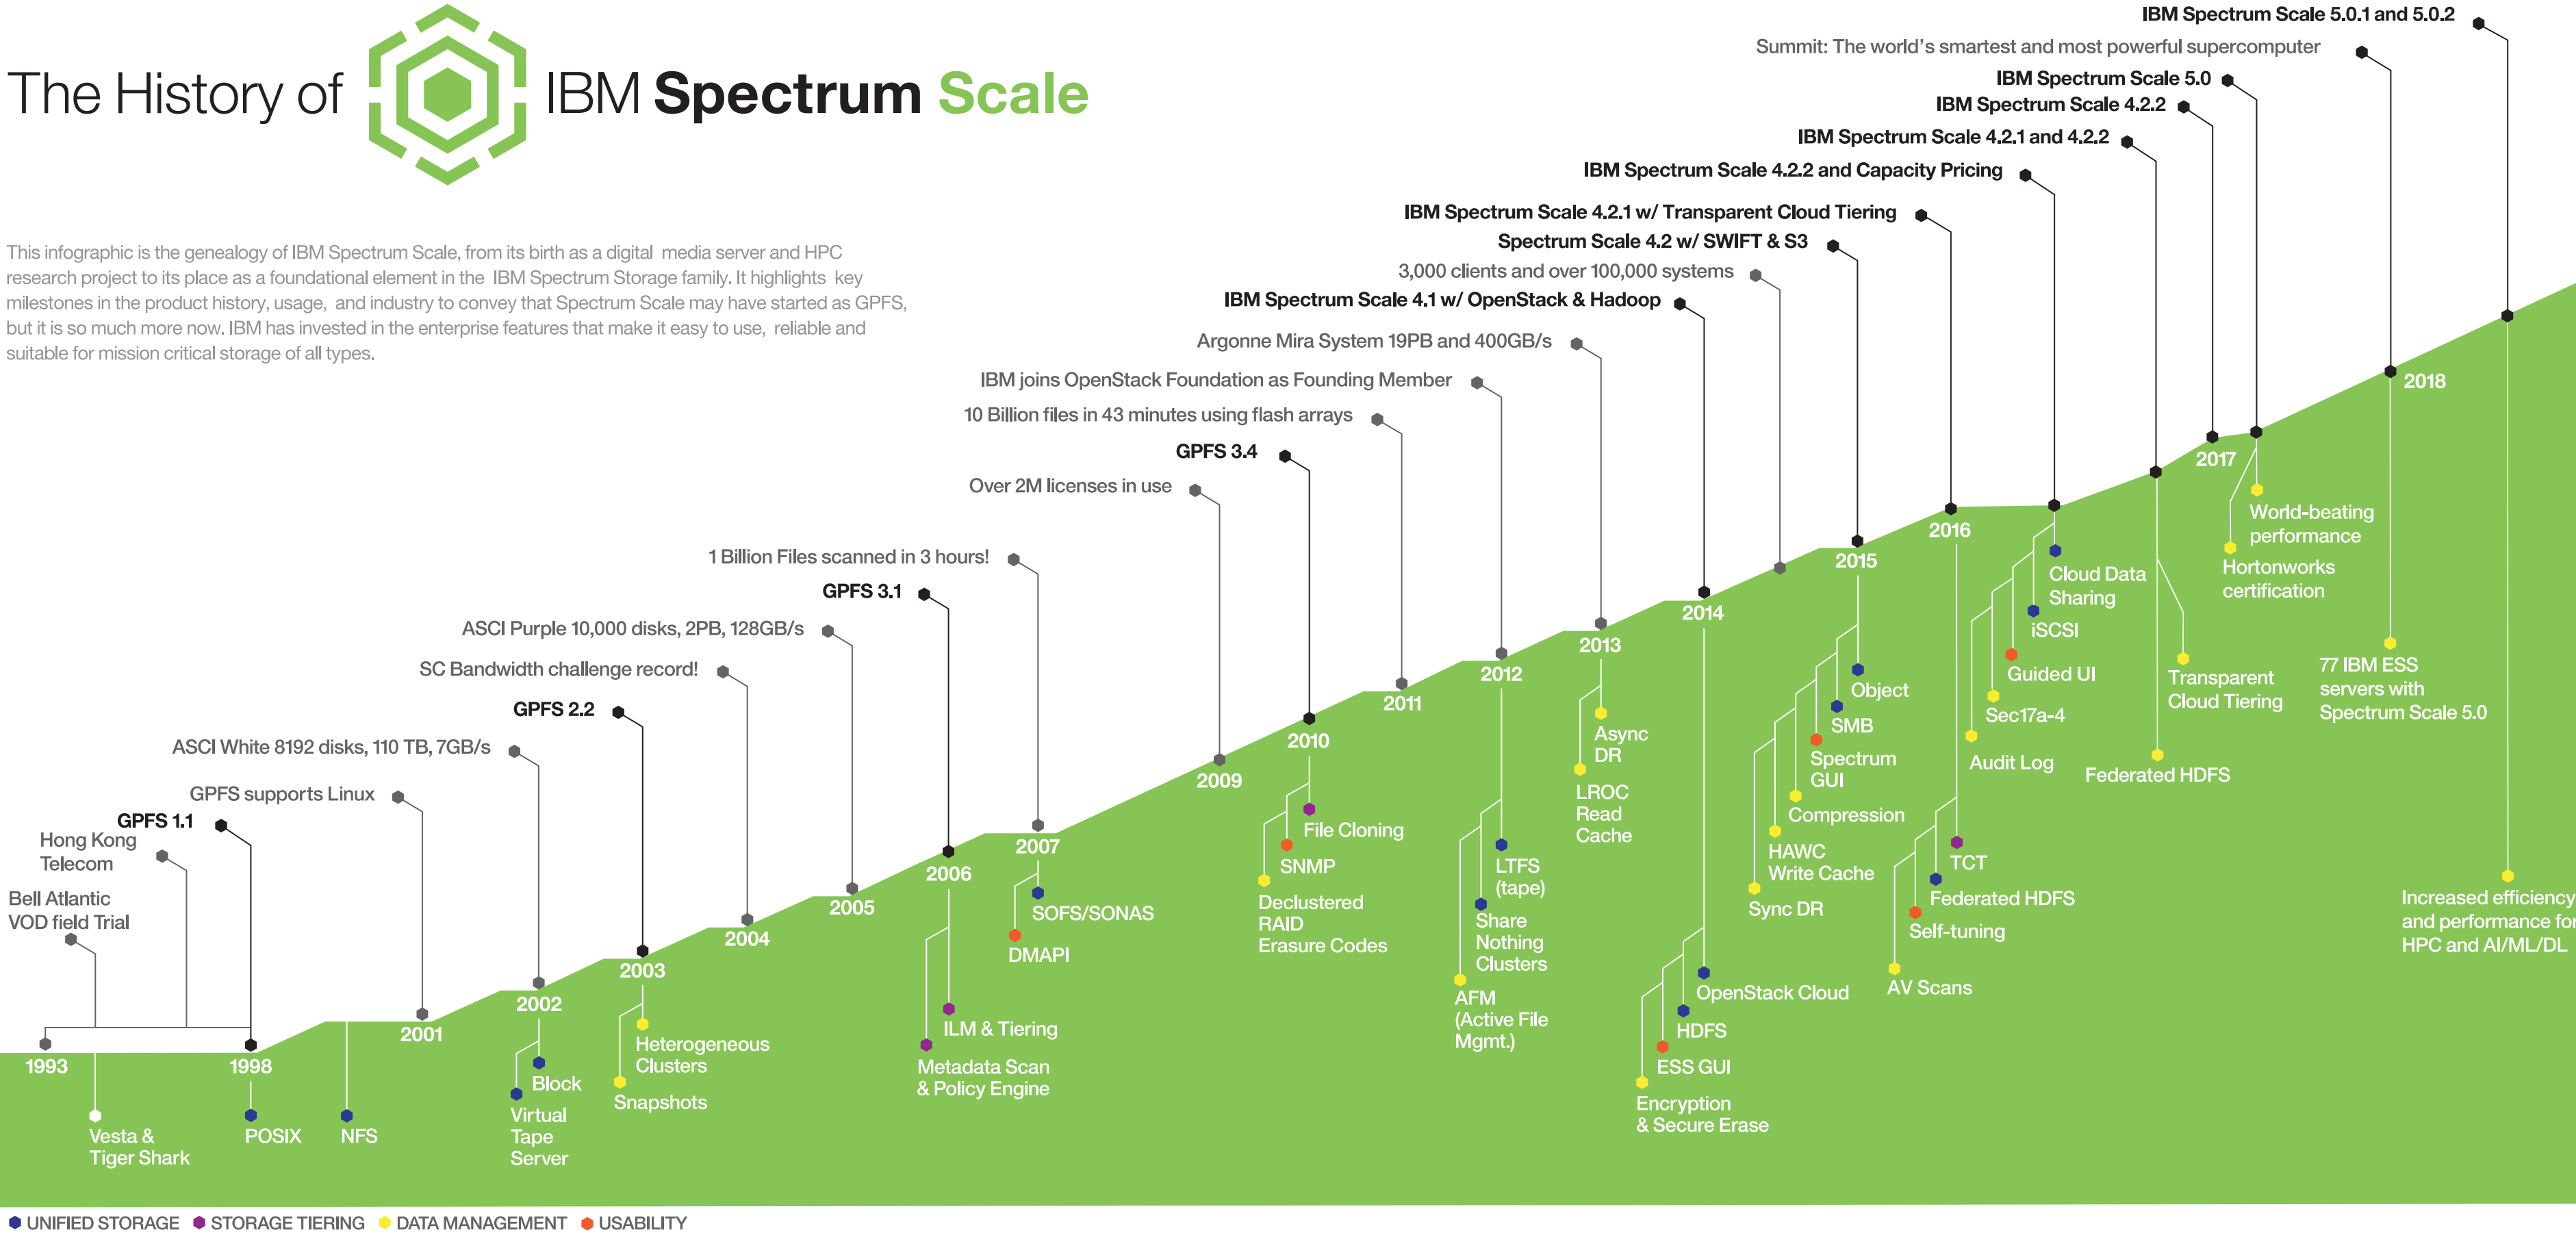 The History of IBM Spectrum Scale
This infographic is the genealogy of IBM Spectrum Scale, from its birth as a digital media server and HPC
research project to its place as a foundational element in the IBM Spectrum Storage family. It highlights key
milestones in the product history, usage, and industry to convey that Spectrum Scale may have started as GPFS,
but it is so much more now. IBM has invested in the enterprise features that make it easy to use, reliable and
suitable for mission critical storage of all types.
IBM Spectrum Scale 5.0.1 and 5.0.2
Summit: The world's smartest and most powerful supercomputer
IBM Spectrum Scale 5.0
IBM Spectrum Scale 4.2.2
IBM Spectrum Scale 4.2.1 and 4.2.2
IBM Spectrum Scale 4.2.2 and Capacity Pricing
IBM Spectrum Scale 4.2.1 w/ Transparent Cloud Tiering
Spectrum Scale 4.2 w/ SWIFT & S3
3,000 clients and over 100,000 systems
IBM Spectrum Scale 4.1 w/ OpenStack & Hadoop
Argonne Mira System 19PB and 400GB/s
IBM joins OpenStack Foundation as Founding Member
10 Billion files in 43 minutes using flash arrays
GPFS 3.4
Over 2M licenses in use
1 Billion Files scanned in 3 hours!
GPFS 3.1
ASCI Purple 10,000 disks, 2PB, 128GB/s
SC Bandwidth challenge record!
GPFS 2.2
ASCI White 8192 disks, 110 TB, 7GB/s
GPFS supports Linux
GPFS 1.1
Hong Kong
Telecom
Bell Atlantic
VOD field Trial
1993
Vesta &
Tiger Shark
1998
POSIX
NFS
2001
2002
Block
Virtual
Tape
Server
2003
Heterogeneous
Clusters
Snapshots
2004
2005
2006
ILM & Tiering
Metadata Scan
& Policy Engine
2007
SOFS/SONAS
DMAPI
2009
2010
File Cloning
SNMP
Declustered
RAID
Erasure Codes
2011
2012
LTFS
(tape)
Share
Nothing
Clusters
AFM
(Active File
Mgmt.)
2013
Async
DR
LROC
Read
Cache
2014
OpenStack Cloud
HDFS
ESS GUI
Encryption
& Secure Erase
2015
Object
SMB
Spectrum
GUI
Compression
HAWC
Write Cache
Sync DR
2016
TCT
Federated HDFS
Self-tuning
AV Scans
Cloud Data
Sharing
iSCSI
Guided UI
Sec17a-4
Audit Log
Transparent
Cloud Tiering
Federated HDFS
2017
World-beating
performance
Hortonworks
certification
2018
77 IBM ESS
servers with
Spectrum Scale 5.0
Increased efficiency
and performance for
HPC and AI/ML/DL
UNIFIED STORAGE STORAGE TIERING DATA MANAGEMENT USABILITY